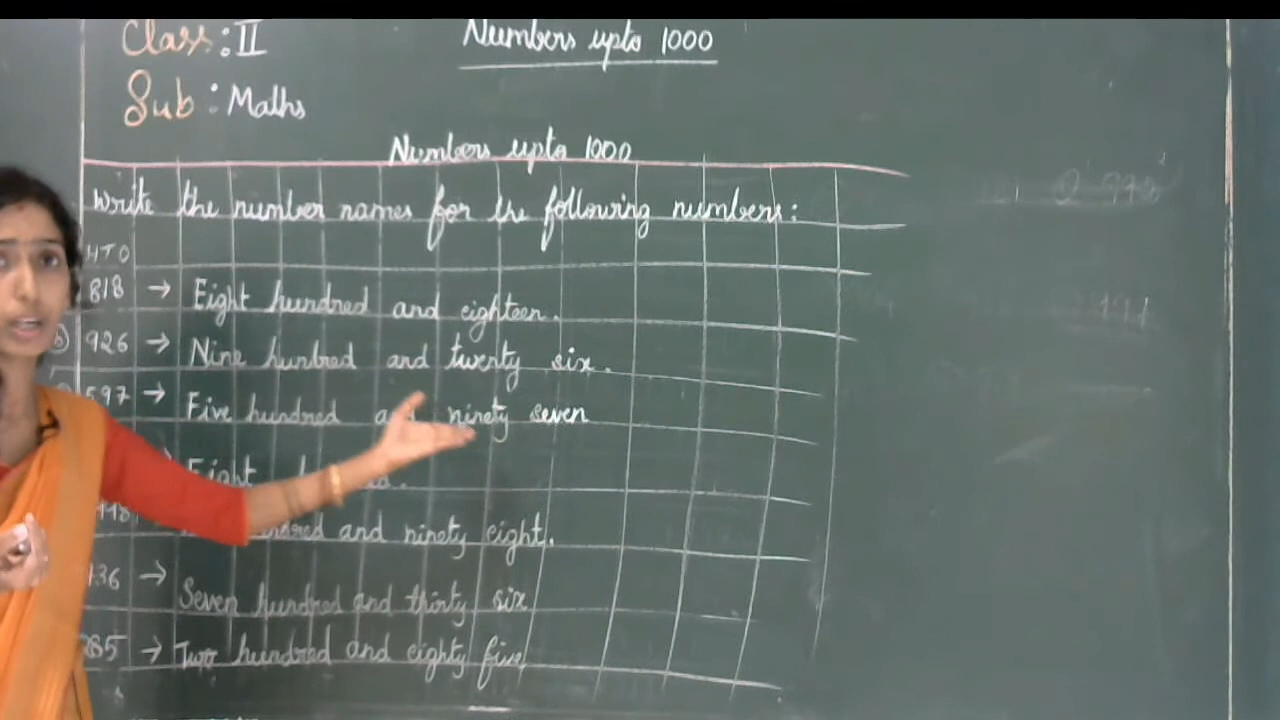 Class : II
Numbers upto 1000
Sub : Maths
Numbers upto 1000
Write the number names for the following numbers:
HTO
818 → Eight hundred and eighteen.
b) 926 → Nine hundred and twenty six.
597 → Five hundred and ninety seven
Eight
and ninety eight.
36 → Seven hundred and thirty six
285 → Two hundred and eighty five